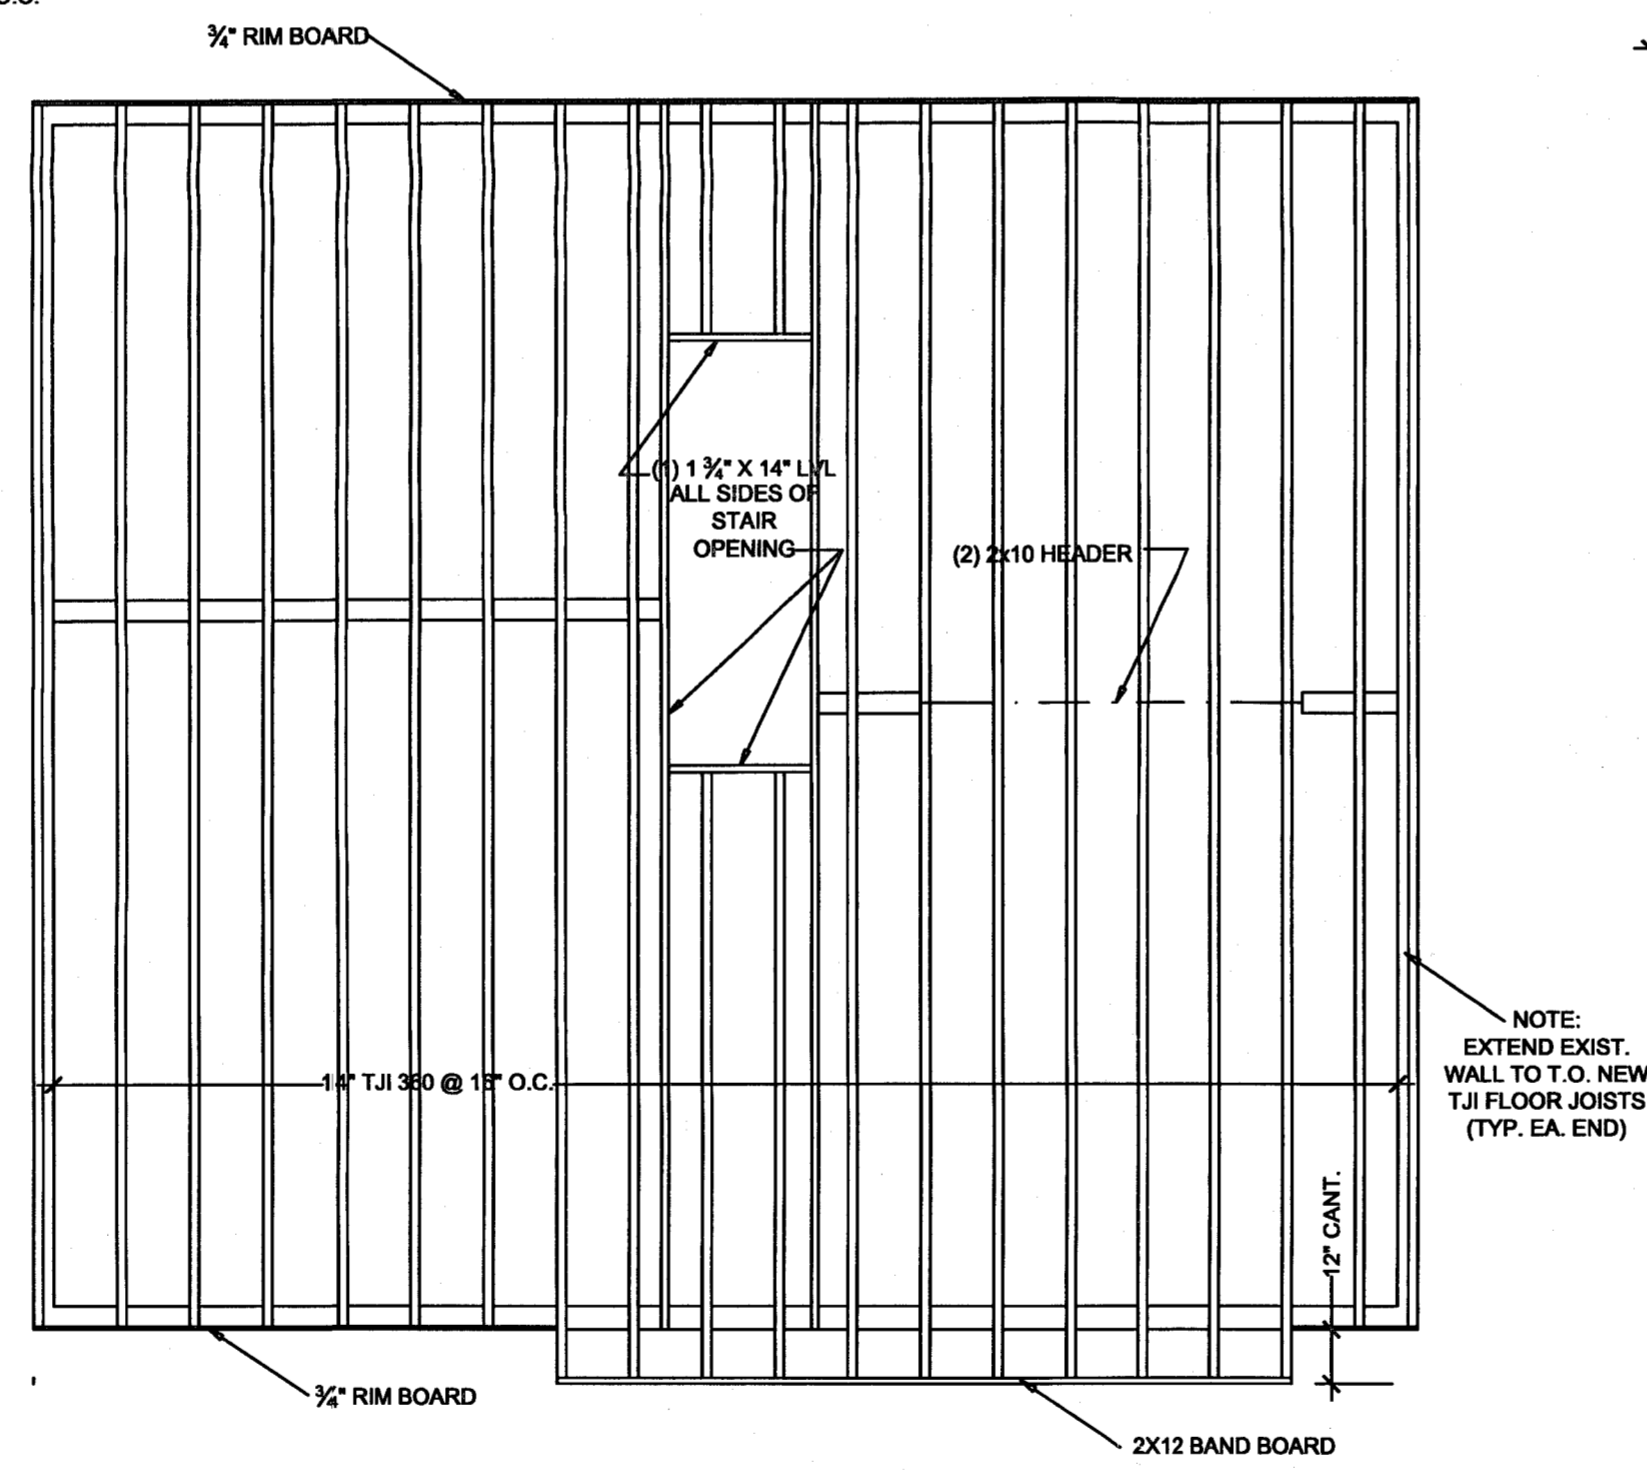 ¾" RIM BOARD
(1) 1 ¾" X 14" LVL
ALL SIDES OF
STAIR
OPENING
(2) 2x10 HEADER
NOTE:
EXTEND EXIST.
WALL TO T.O. NEW
TJI FLOOR JOISTS
(TYP. EA. END)
14" TJI 360 @ 16" O.C.
12" CANT.
¾" RIM BOARD
2X12 BAND BOARD